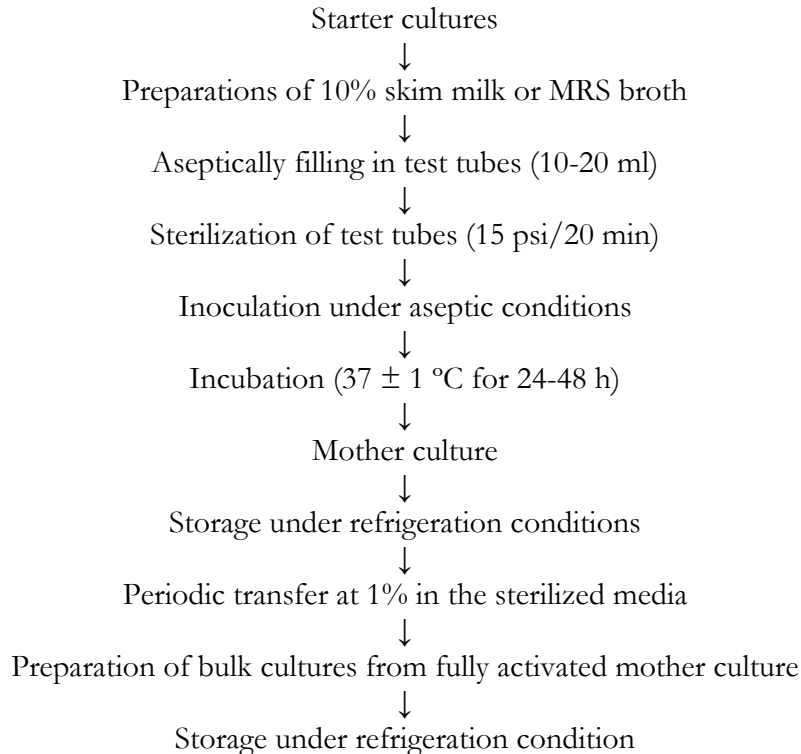 Starter cultures
↓
Preparations of 10% skim milk or MRS broth
↓
Aseptically filling in test tubes (10-20 ml)
↓
Sterilization of test tubes (15 psi/20 min)
↓
Inoculation under aseptic conditions
↓
Incubation (37 ± 1 ºC for 24-48 h)
↓
Mother culture
↓
Storage under refrigeration conditions
↓
Periodic transfer at 1% in the sterilized media
↓
Preparation of bulk cultures from fully activated mother culture
↓
Storage under refrigeration condition